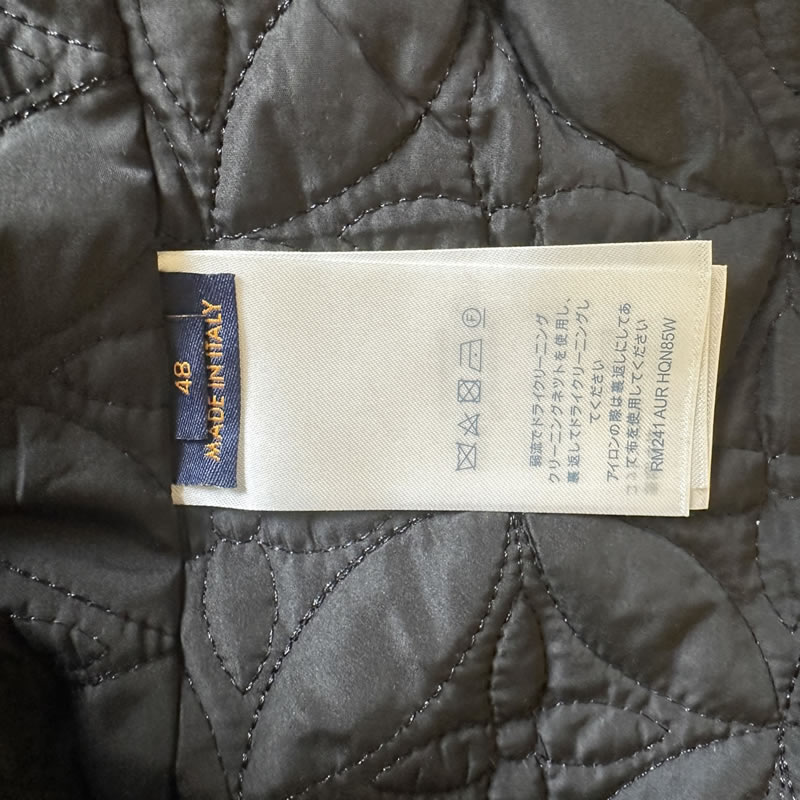 48
MADE IN ITALY
弱流でドライクリーニング
クリーニングネットを使用し、
裏返してドライクリーニングし
てください
アイロンの際は裏返しにしてあ
て布を使用してください
RM241 AUR HQN85W